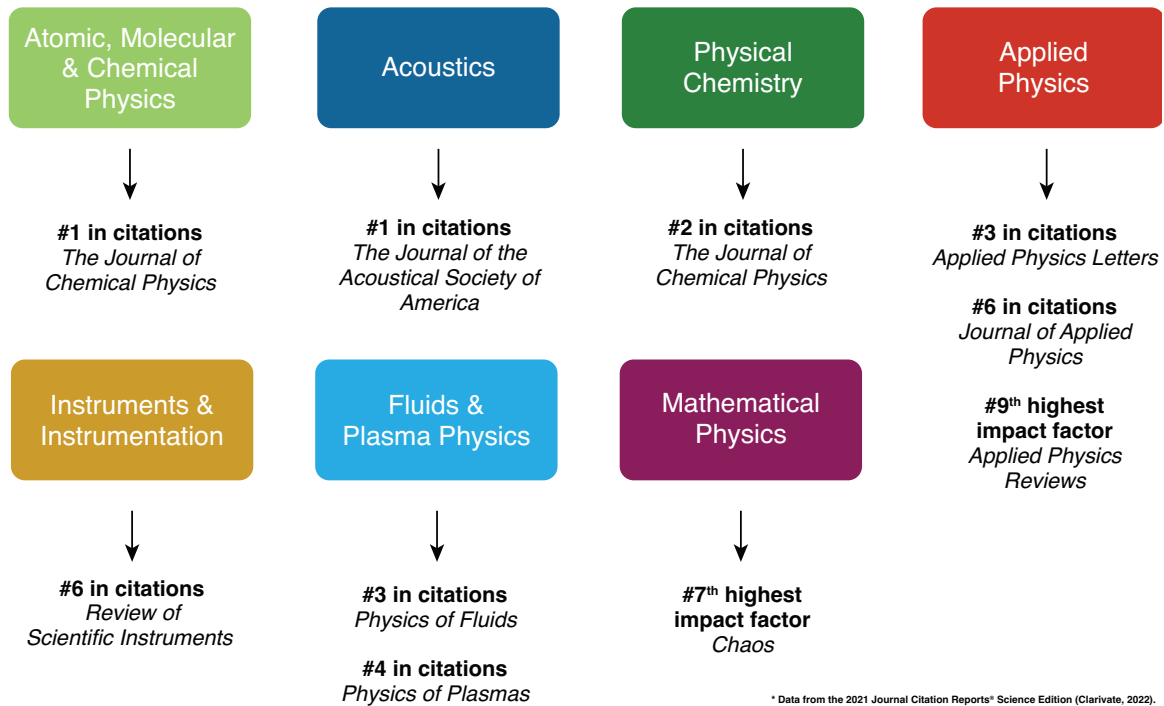 Atomic, Molecular
& Chemical
Physics
#1 in citations
The Journal of
Chemical Physics
Acoustics
#1 in citations
The Journal of the
Acoustical Society of
America
Physical
Chemistry
#2 in citations
The Journal of
Chemical Physics
Applied
Physics
#3 in citations
Applied Physics Letters
#6 in citations
Journal of Applied
Physics
#9th highest
impact factor
Applied Physics
Reviews
Instruments &
Instrumentation
#6 in citations
Review of
Scientific Instruments
Fluids &
Plasma Physics
#3 in citations
Physics of Fluids
#4 in citations
Physics of Plasmas
Mathematical
Physics
#7th highest
impact factor
Chaos
* Data from the 2021 Journal Citation Reports® Science Edition (Clarivate, 2022).